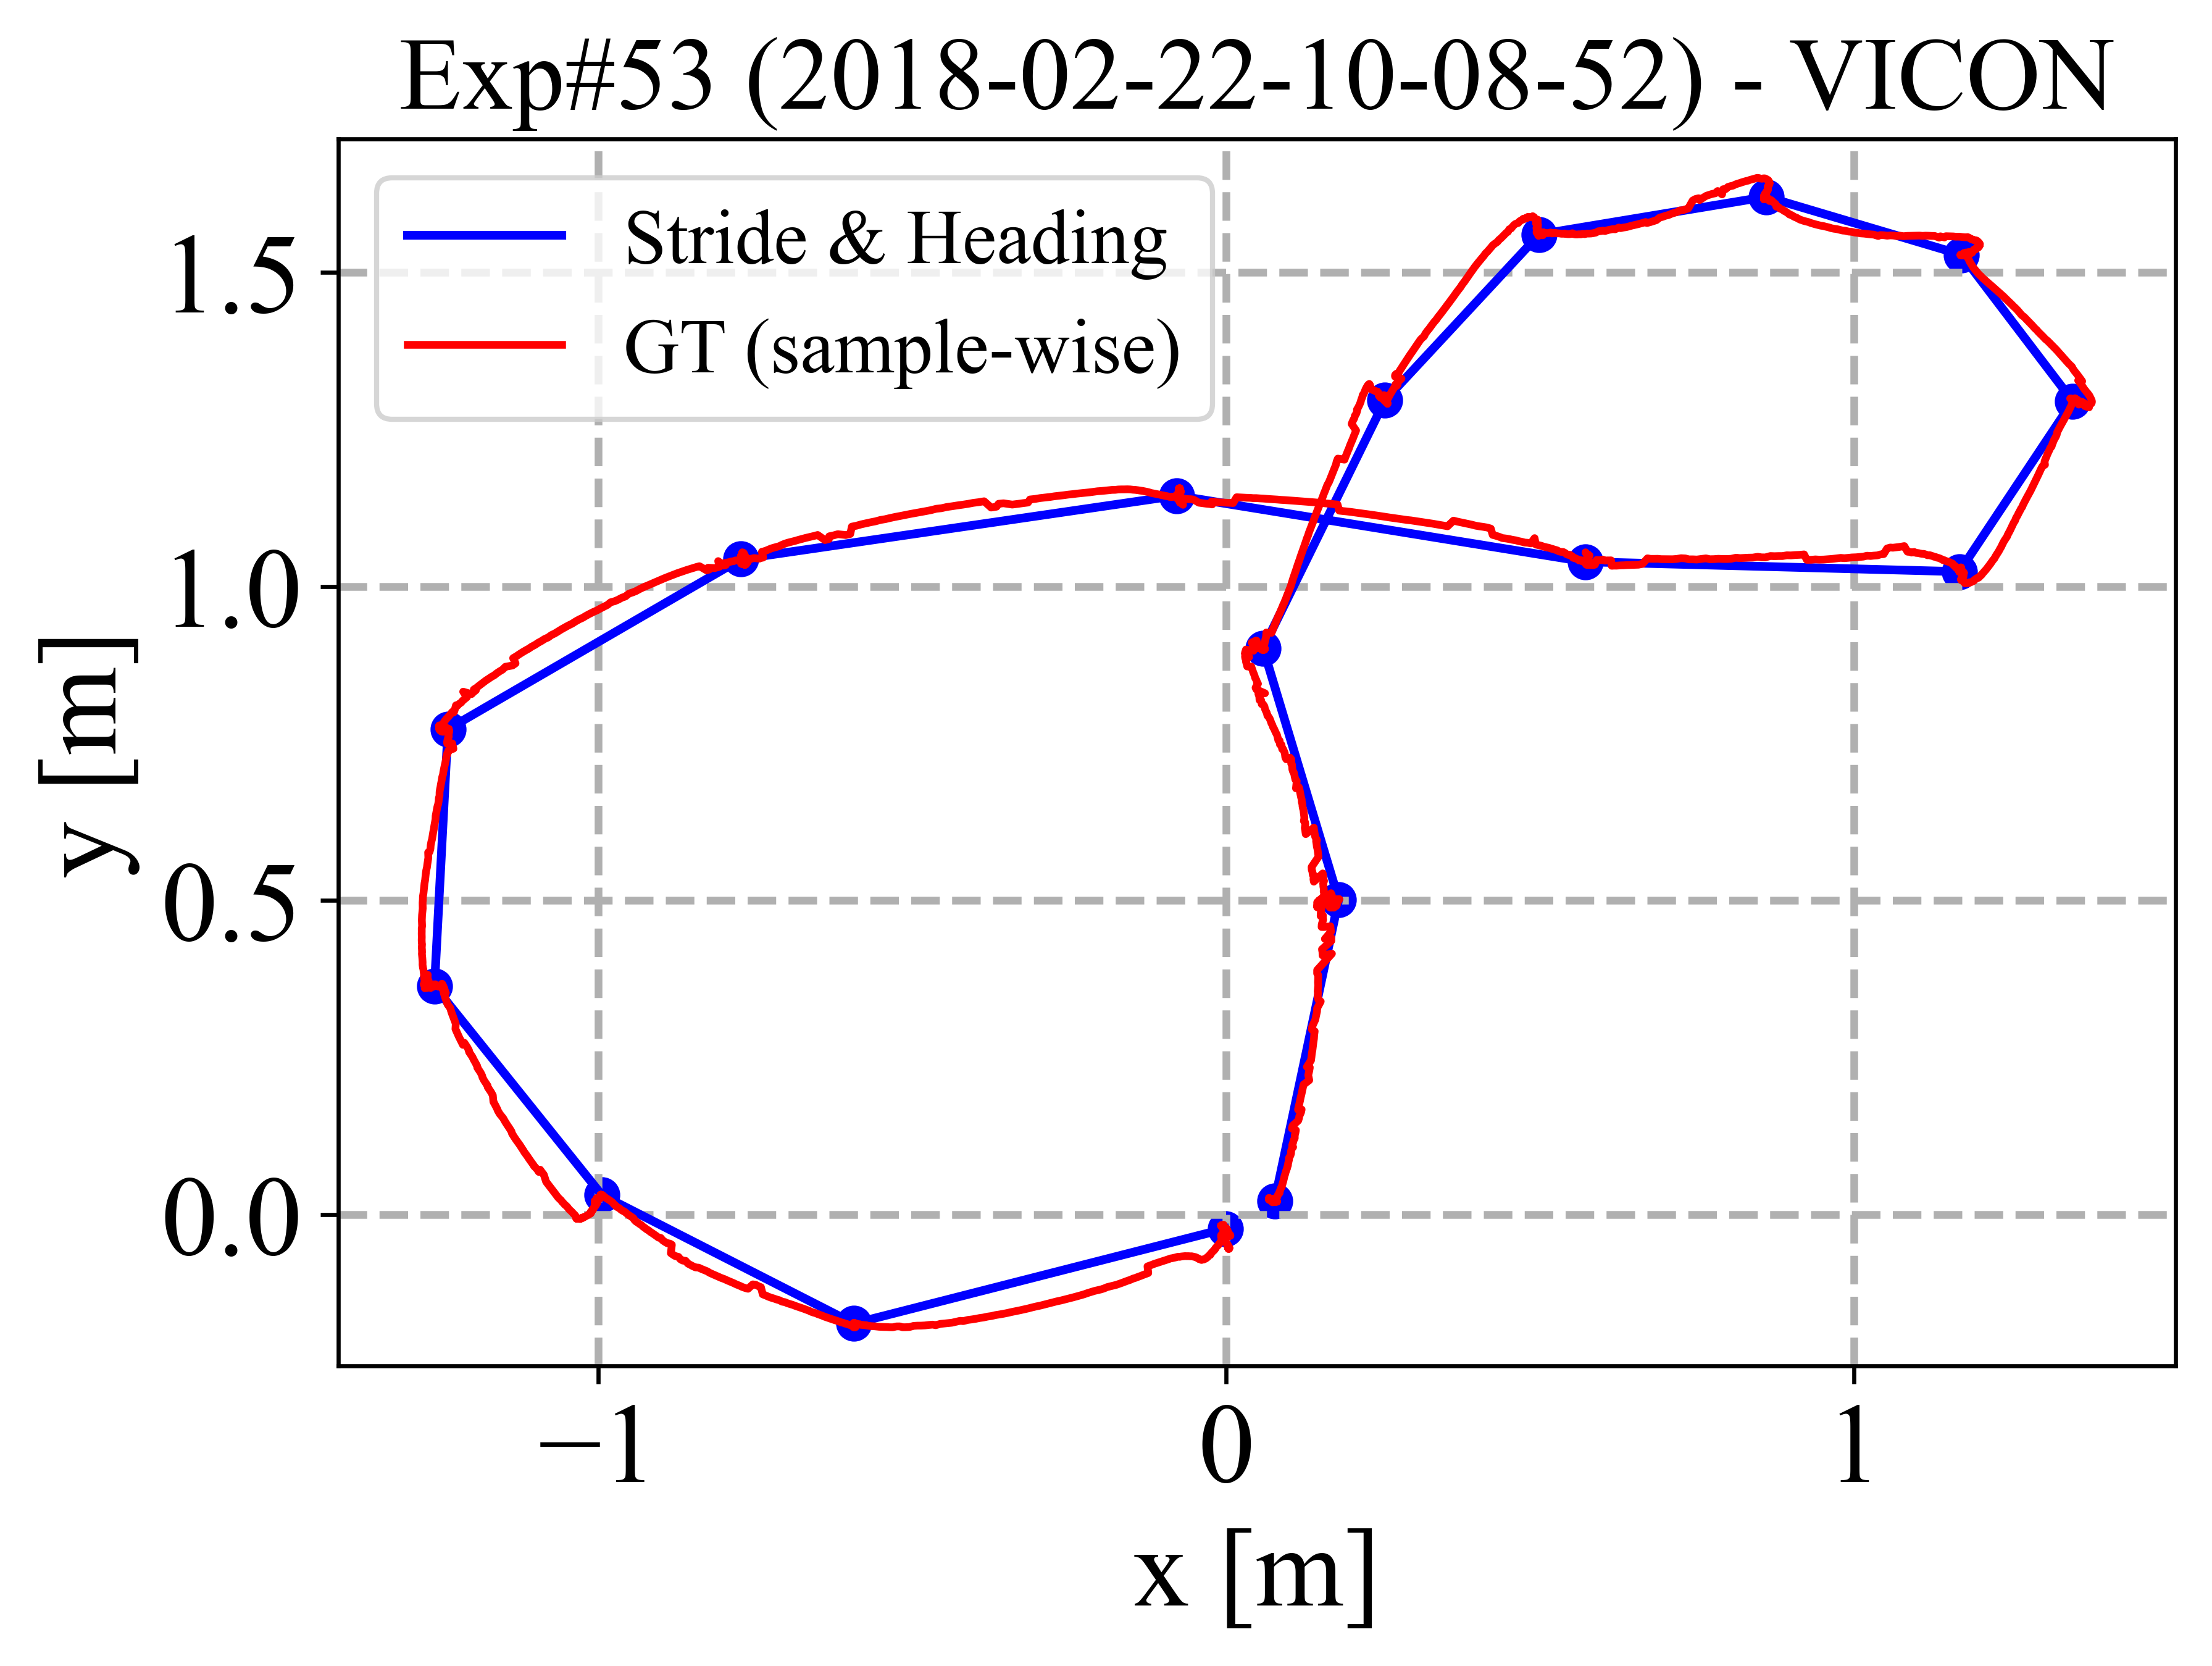 Exp#53 (2018-02-22-10-08-52) - VICON
Stride & Heading
GT (sample-wise)
1.5
1.0
0.5
0.0
y [m]
−1
0
1
x [m]